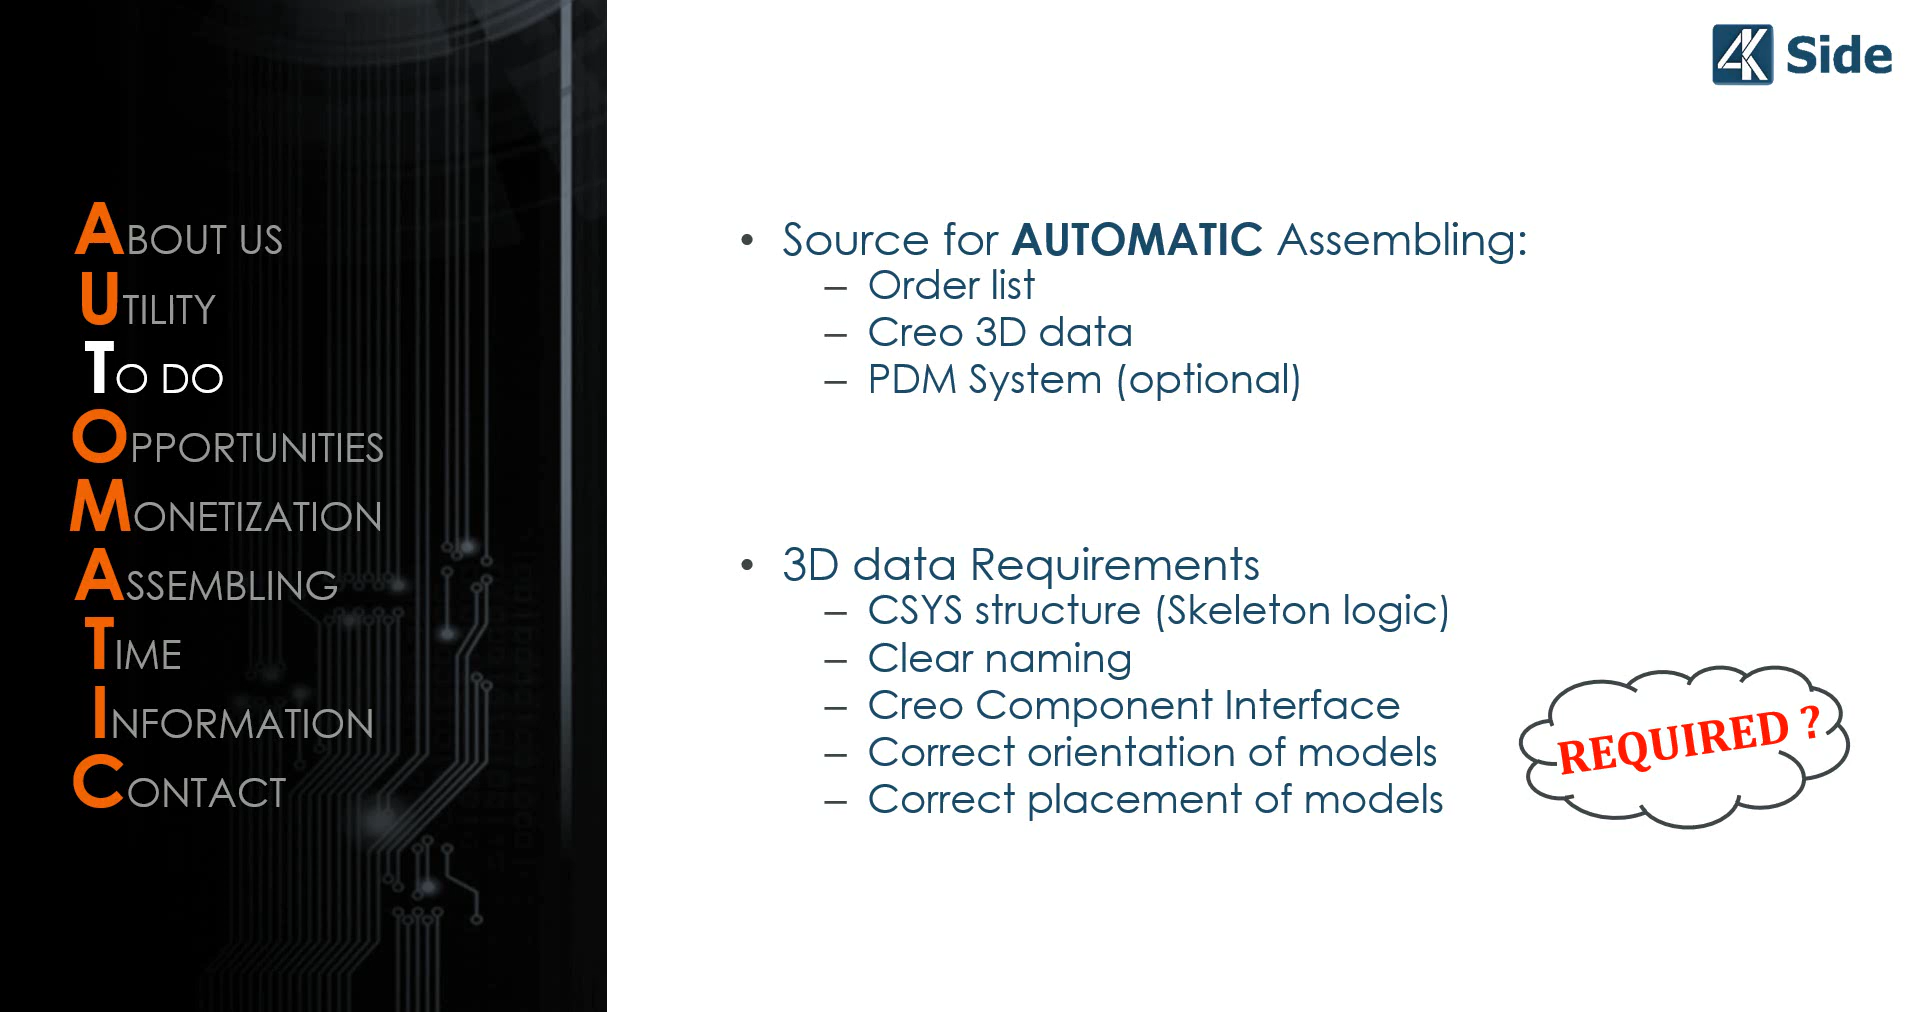 4K Side
ABOUT US
UTILITY
TO DO
OPPORTUNITIES
MONETIZATION
ASSEMBLING
TIME
INFORMATION
CONTACT
• Source for AUTOMATIC Assembling:
– Order list
– Creo 3D data
– PDM System (optional)
• 3D data Requirements
– CSYS structure (Skeleton logic)
– Clear naming
– Creo Component Interface
– Correct orientation of models
– Correct placement of models
REQUIRED ?